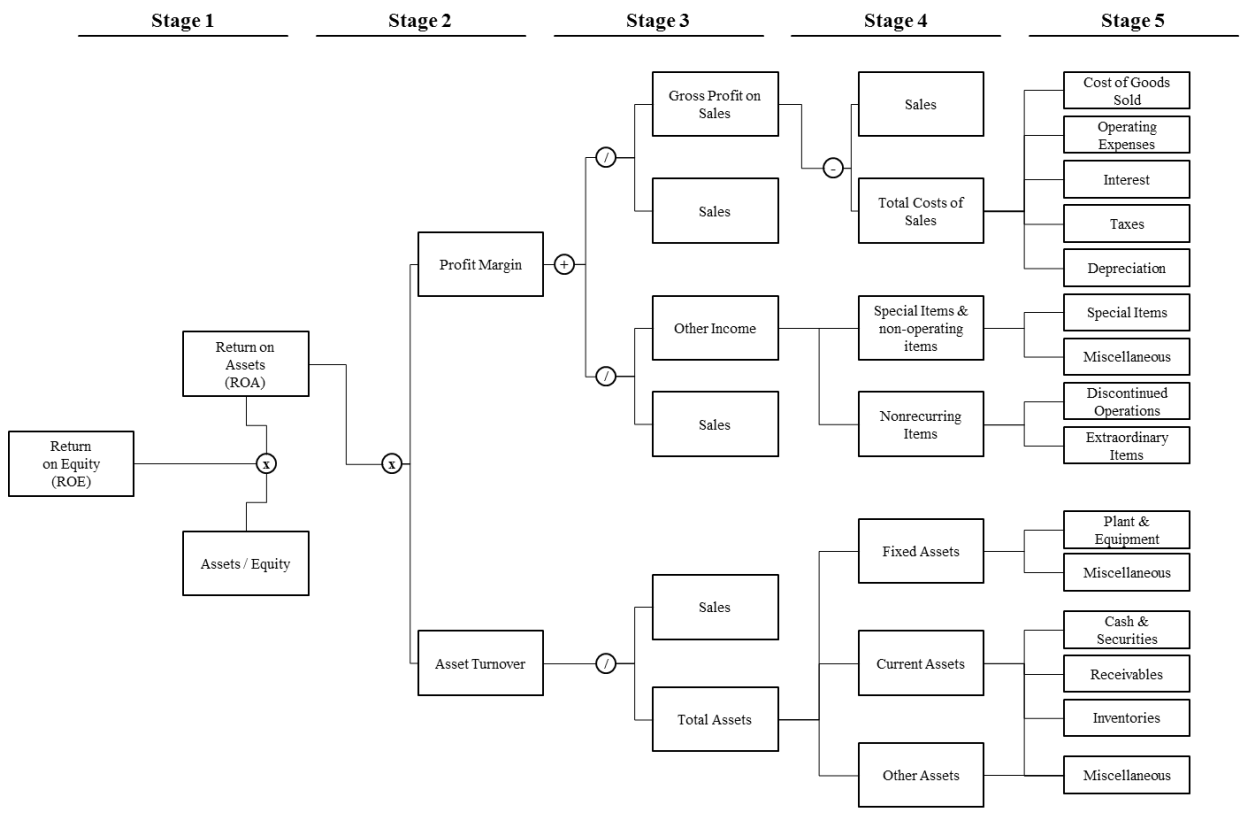 Stage 1
Stage 2
Stage 3
Stage 4
Stage 5
Return
on Equity
(ROE)
x
Return on
Assets
(ROA)
Assets / Equity
x
Profit Margin
Asset Turnover
+
/
/
/
Gross Profit on
Sales
Sales
Other Income
Sales
Sales
Total Assets
-
Sales
Total Costs of
Sales
Special Items &
non-operating
items
Nonrecurring
Items
Fixed Assets
Current Assets
Other Assets
Cost of Goods
Sold
Operating
Expenses
Interest
Taxes
Depreciation
Special Items
Miscellaneous
Discontinued
Operations
Extraordinary
Items
Plant &
Equipment
Miscellaneous
Cash &
Securities
Receivables
Inventories
Miscellaneous